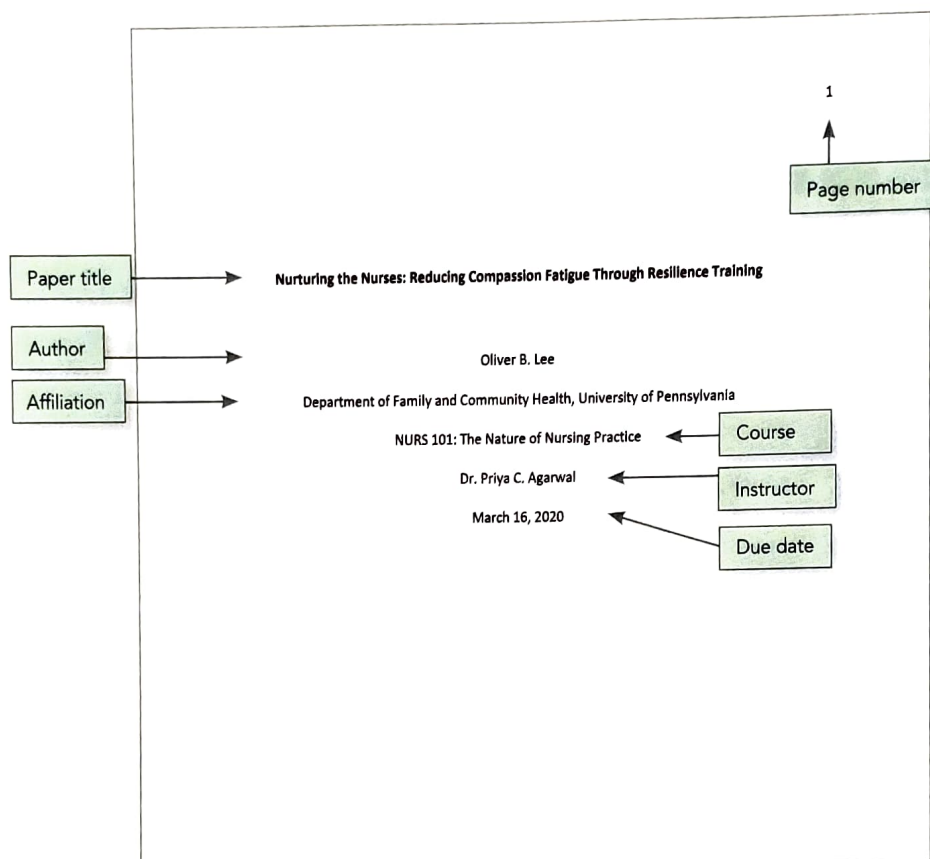 1
Page number
Paper title
Nurturing the Nurses: Reducing Compassion Fatigue Through Resilience Training
Author
Oliver B. Lee
Affiliation
Department of Family and Community Health, University of Pennsylvania
NURS 101: The Nature of Nursing Practice
Course
Dr. Priya C. Agarwal
Instructor
March 16, 2020
Due date